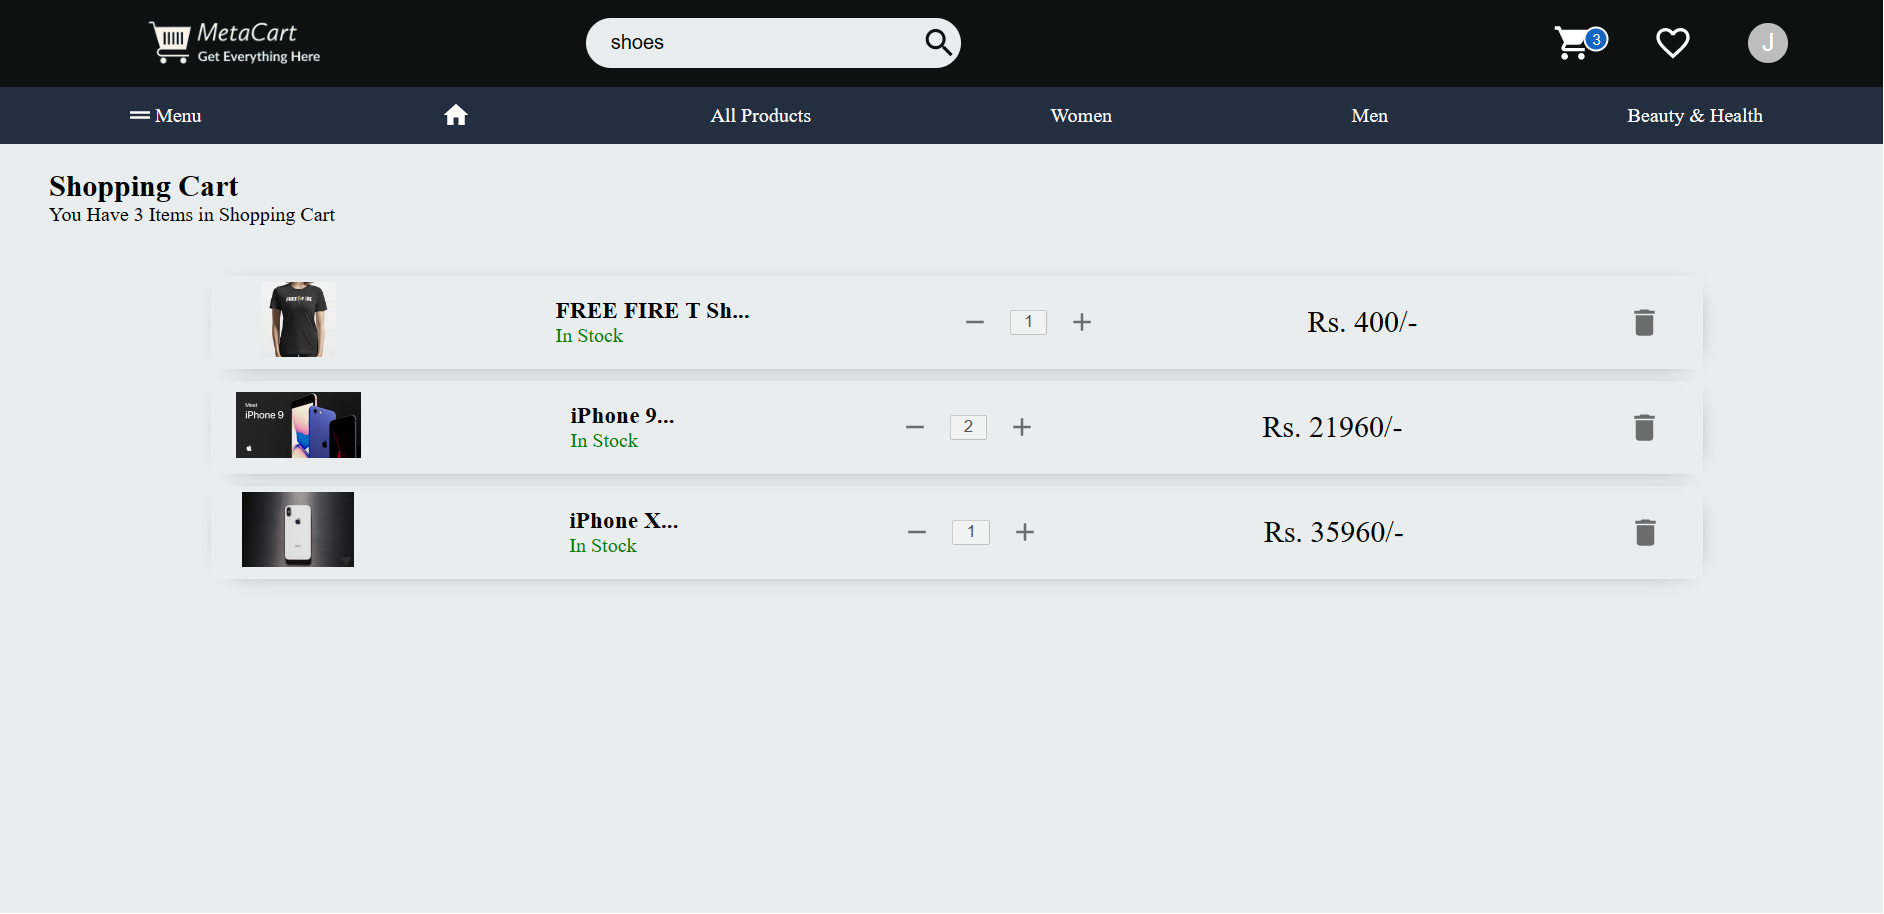 MetaCart
Get Everything Here
shoes
3
J
Menu
All Products
Women
Men
Beauty & Health
Shopping Cart
You Have 3 Items in Shopping Cart
FREE FIRE T Sh...
In Stock
1
Rs. 400/-
Meet
iPhone 9
iPhone 9...
In Stock
2
Rs. 21960/-
iPhone X...
In Stock
1
Rs. 35960/-